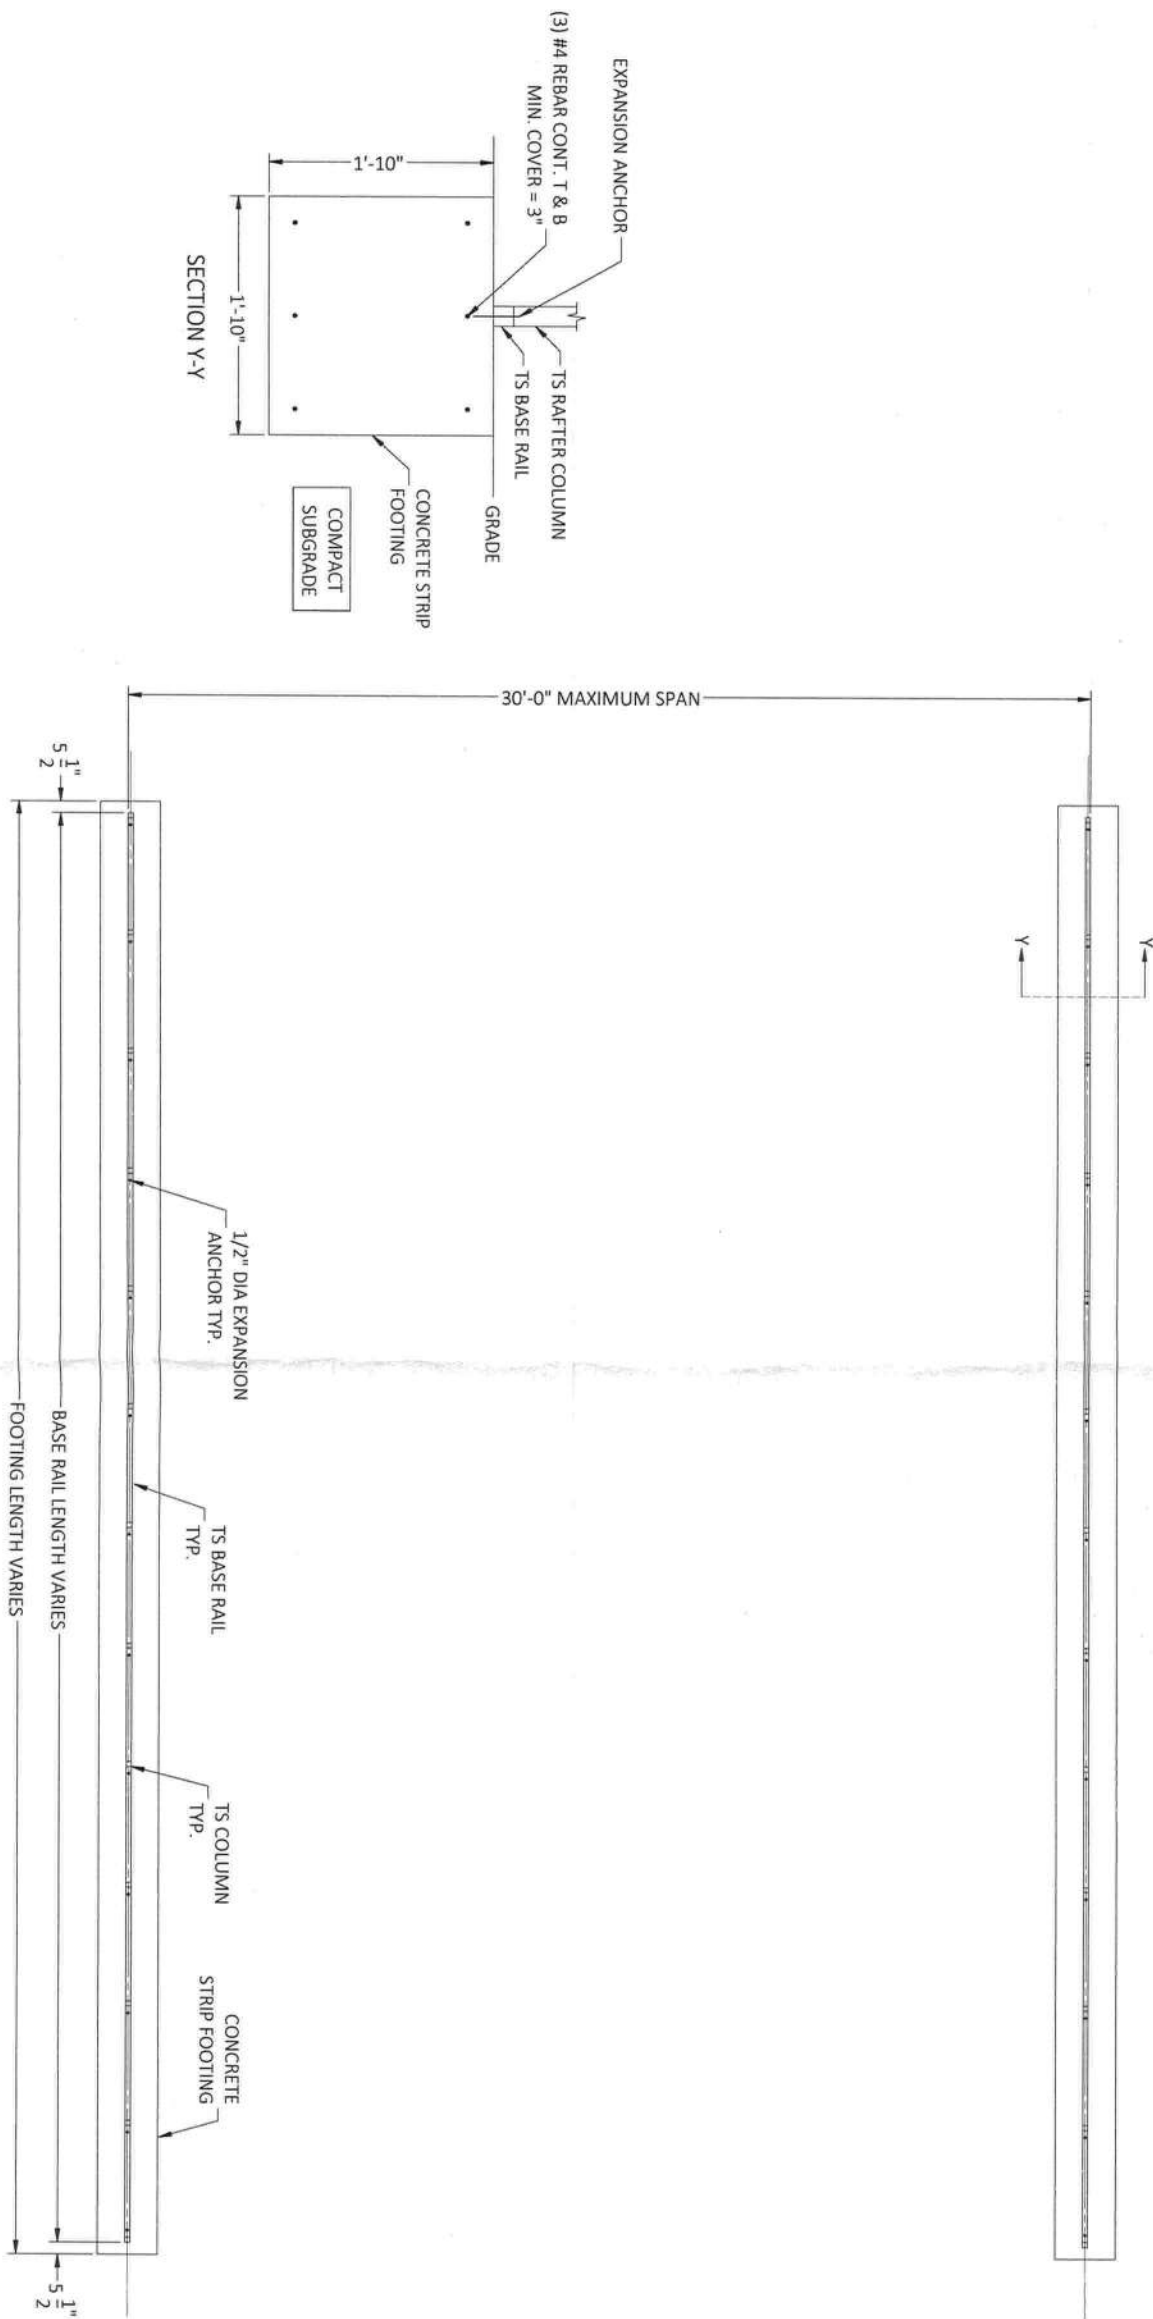 EXPANSION ANCHOR
(3) #4 REBAR CONT. T & B
MIN. COVER = 3"
TS RAFTER COLUMN
TS BASE RAIL
GRADE
1'-10"
1'-10"
CONCRETE STRIP
FOOTING
COMPACT
SUBGRADE
SECTION Y-Y
30'-0" MAXIMUM SPAN
Y
Y
1/2" DIA EXPANSION
ANCHOR TYP.
TS BASE RAIL
TYP.
TS COLUMN
TYP.
CONCRETE
STRIP FOOTING
5 1/2"
BASE RAIL LENGTH VARIES
5 1/2"
FOOTING LENGTH VARIES